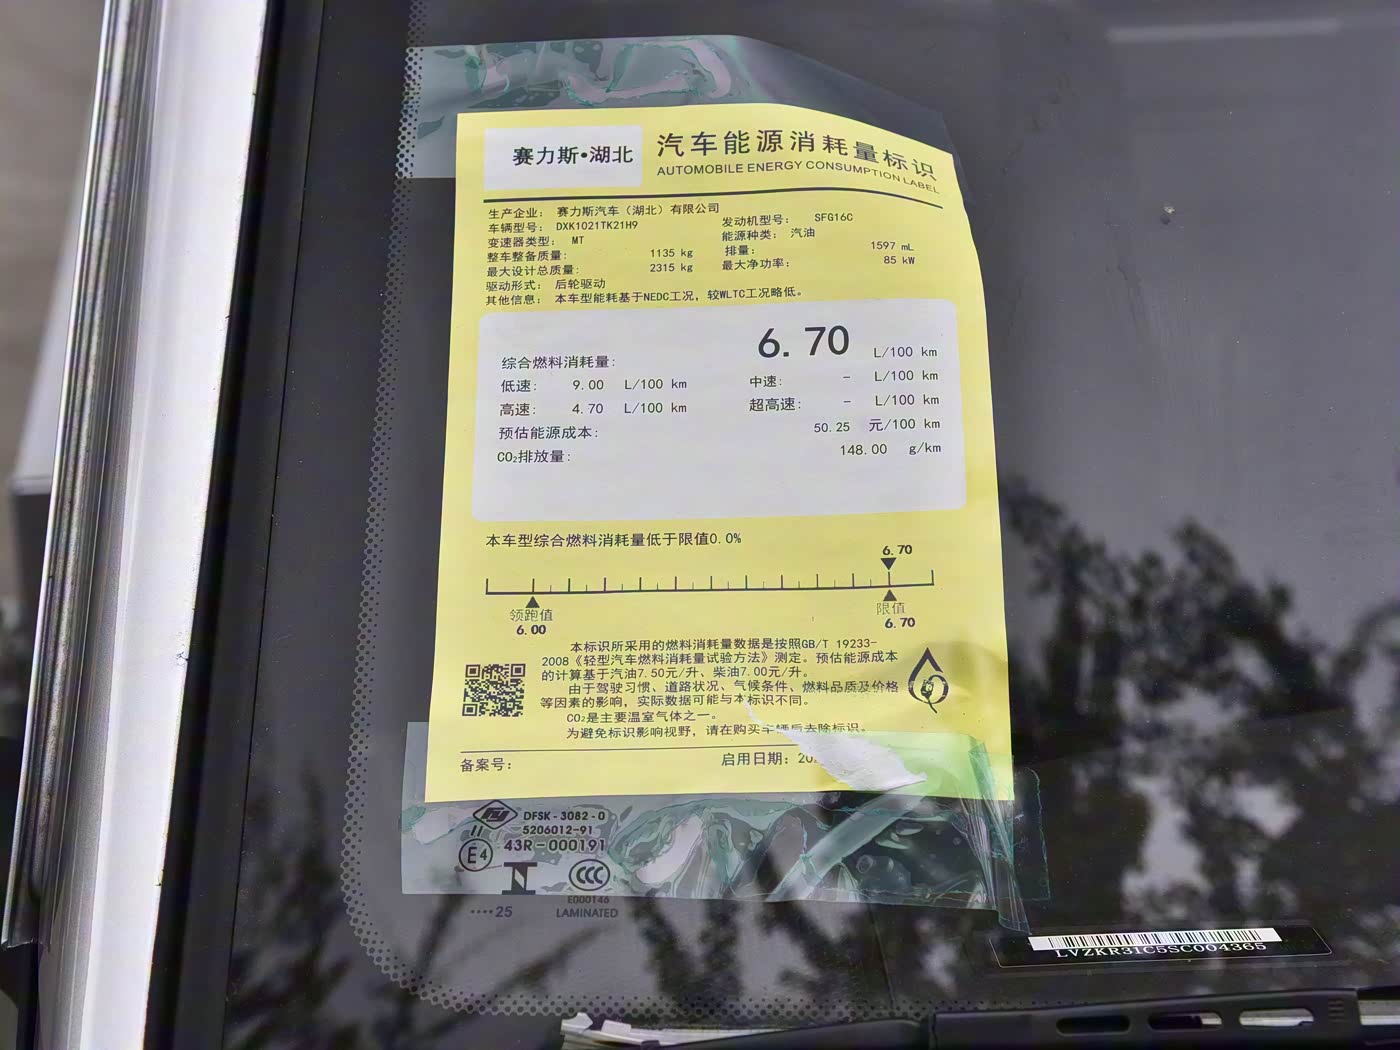 赛力斯•湖北
汽车能源消耗量标识
AUTOMOBILE ENERGY CONSUMPTION LABEL
生产企业: 赛力斯汽车(湖北)有限公司
车辆型号: DXK1021TK21H9 发动机型号: SFG16C
变速器类型: MT 能源种类: 汽油
整车整备质量: 1135 kg 排量: 1597 mL
最大设计总质量: 2315 kg 最大净功率: 85 kW
驱动形式: 后轮驱动
其他信息: 本车型能耗基于NEDC工况,较WLTC工况略低。
综合燃料消耗量: 6.70 L/100 km
低速: 9.00 L/100 km 中速: - L/100 km
高速: 4.70 L/100 km 超高速: - L/100 km
预估能源成本: 50.25 元/100 km
CO₂排放量: 148.00 g/km
本车型综合燃料消耗量低于限值0.0%
6.70
领跑值 限值
6.00 6.70
本标识所采用的燃料消耗量数据是按照GB/T 19233-
2008《轻型汽车燃料消耗量试验方法》测定。预估能源成本
的计算基于汽油7.50元/升、柴油7.00元/升。
由于驾驶习惯、道路状况、气候条件、燃料品质及价格
等因素的影响,实际数据可能与本标识不同。
CO₂是主要温室气体之一。
为避免标识影响视野,请在购买车辆后去除标识。
备案号: 启用日期: 20
DFSK-3082-0
5206012-91
II
E4 43R-000191
CCC
E000146
····25 LAMINATED
LVZKR31C5SC004365